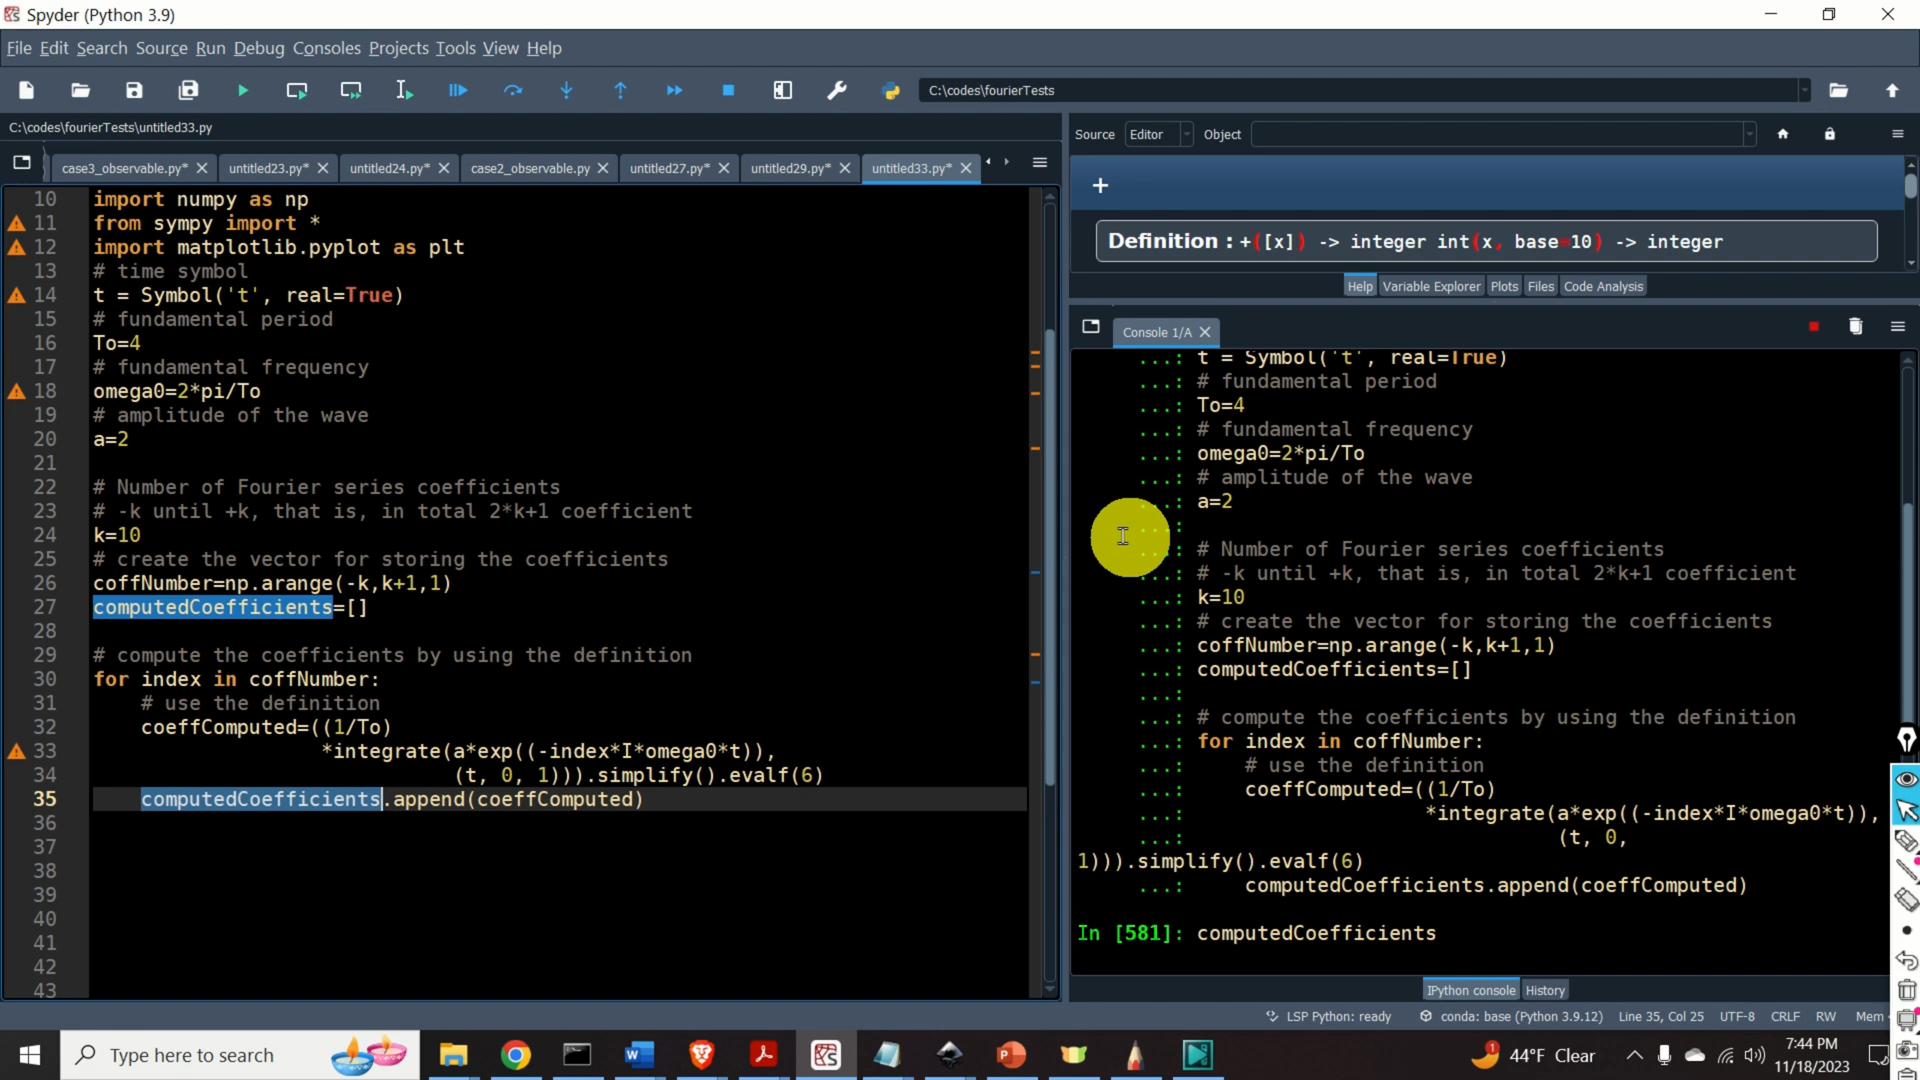 Spyder (Python 3.9)
File Edit Search Source Run Debug Consoles Projects Tools View Help
C:\codes\fourierTests
C:\codes\fourierTests\untitled33.py
case3_observable.py* untitled23.py* untitled24.py* case2_observable.py untitled27.py* untitled29.py* untitled33.py*
10 import numpy as np
11 from sympy import *
12 import matplotlib.pyplot as plt
13 # time symbol
14 t = Symbol('t', real=True)
15 # fundamental period
16 To=4
17 # fundamental frequency
18 omega0=2*pi/To
19 # amplitude of the wave
20 a=2
21
22 # Number of Fourier series coefficients
23 # -k until +k, that is, in total 2*k+1 coefficient
24 k=10
25 # create the vector for storing the coefficients
26 coffNumber=np.arange(-k,k+1,1)
27 computedCoefficients=[]
28
29 # compute the coefficients by using the definition
30 for index in coffNumber:
31 # use the definition
32 coeffComputed=((1/To)
33 *integrate(a*exp((-index*I*omega0*t)),
34 (t, 0, 1))).simplify().evalf(6)
35 computedCoefficients.append(coeffComputed)
36
37
38
39
40
41
42
43
Source Editor Object
+
Definition : +([x]) -> integer int(x, base=10) -> integer
Help Variable Explorer Plots Files Code Analysis
Console 1/A
...: t = Symbol('t', real=True)
...: # fundamental period
...: To=4
...: # fundamental frequency
...: omega0=2*pi/To
...: # amplitude of the wave
...: a=2
...:
...: # Number of Fourier series coefficients
...: # -k until +k, that is, in total 2*k+1 coefficient
...: k=10
...: # create the vector for storing the coefficients
...: coffNumber=np.arange(-k,k+1,1)
...: computedCoefficients=[]
...:
...: # compute the coefficients by using the definition
...: for index in coffNumber:
...: # use the definition
...: coeffComputed=((1/To)
...: *integrate(a*exp((-index*I*omega0*t)),
...: (t, 0,
1))).simplify().evalf(6)
...: computedCoefficients.append(coeffComputed)
In [581]: computedCoefficients
IPython console History
LSP Python: ready conda: base (Python 3.9.12) Line 35, Col 25 UTF-8 CRLF RW Mem
Type here to search
44°F Clear
7:44 PM
11/18/2023